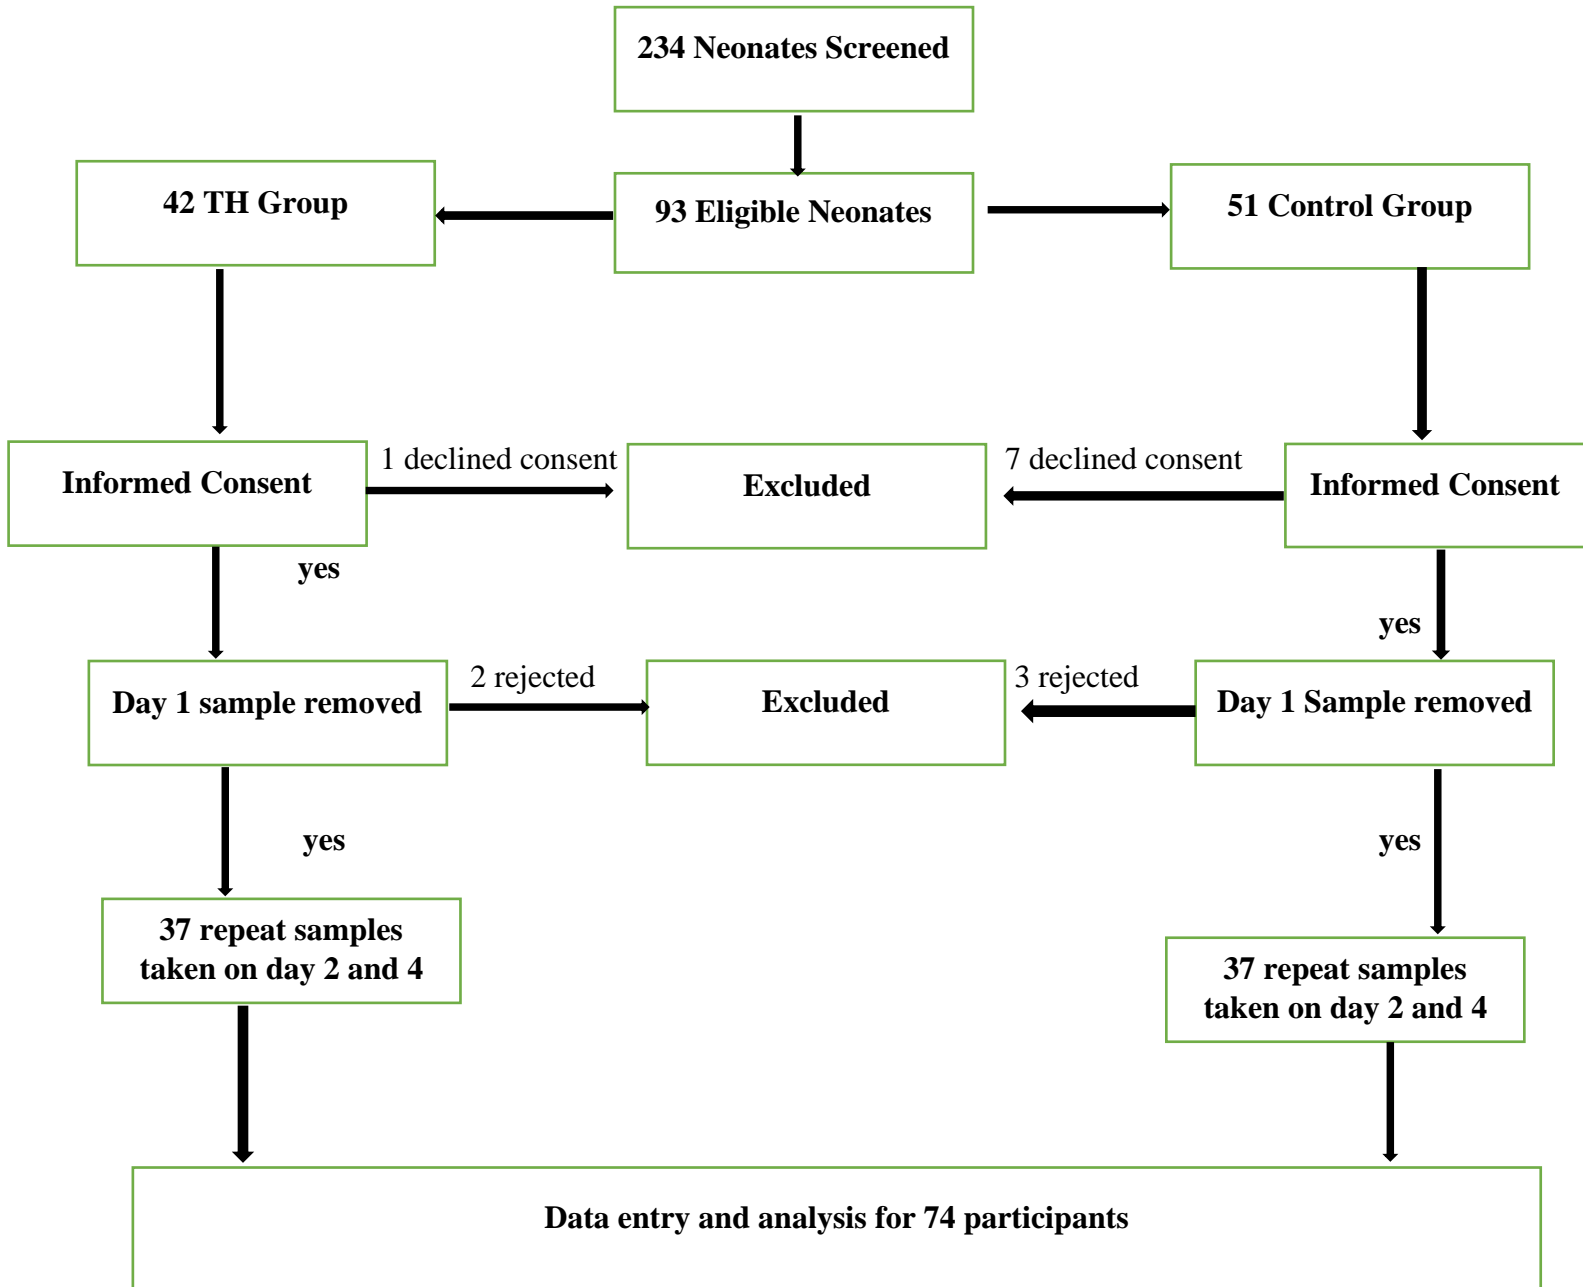 234 Neonates Screened
42 TH Group
93 Eligible Neonates
51 Control Group
Informed Consent
1 declined consent
Excluded
7 declined consent
Informed Consent
yes
yes
Day 1 sample removed
2 rejected
Excluded
3 rejected
Day 1 Sample removed
yes
yes
37 repeat samples
taken on day 2 and 4
37 repeat samples
taken on day 2 and 4
Data entry and analysis for 74 participants